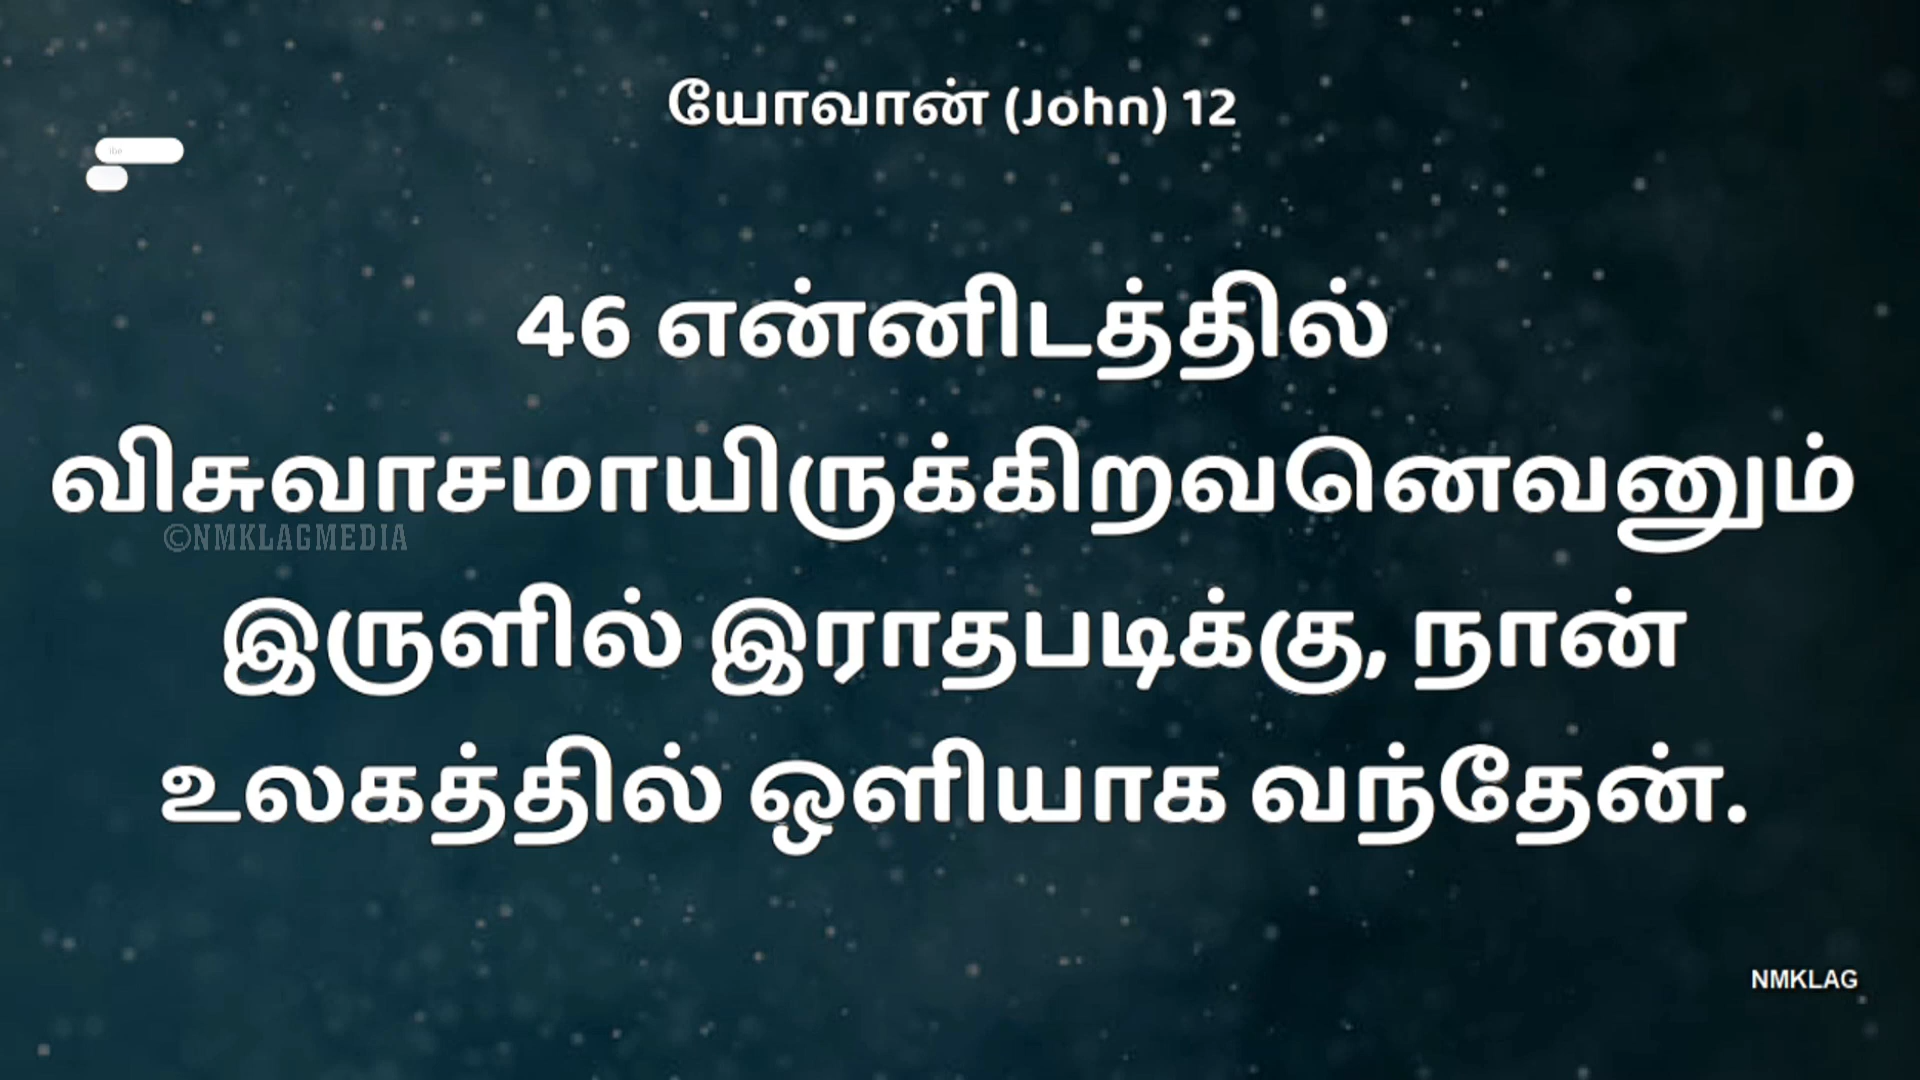 யோவான் (John) 12
46 என்னிடத்தில்
விசுவாசமாயிருக்கிறவனெவனும்
©NMKLAGMEDIA
இருளில் இராதபடிக்கு, நான்
உலகத்தில் ஒளியாக வந்தேன்.
NMKLAG